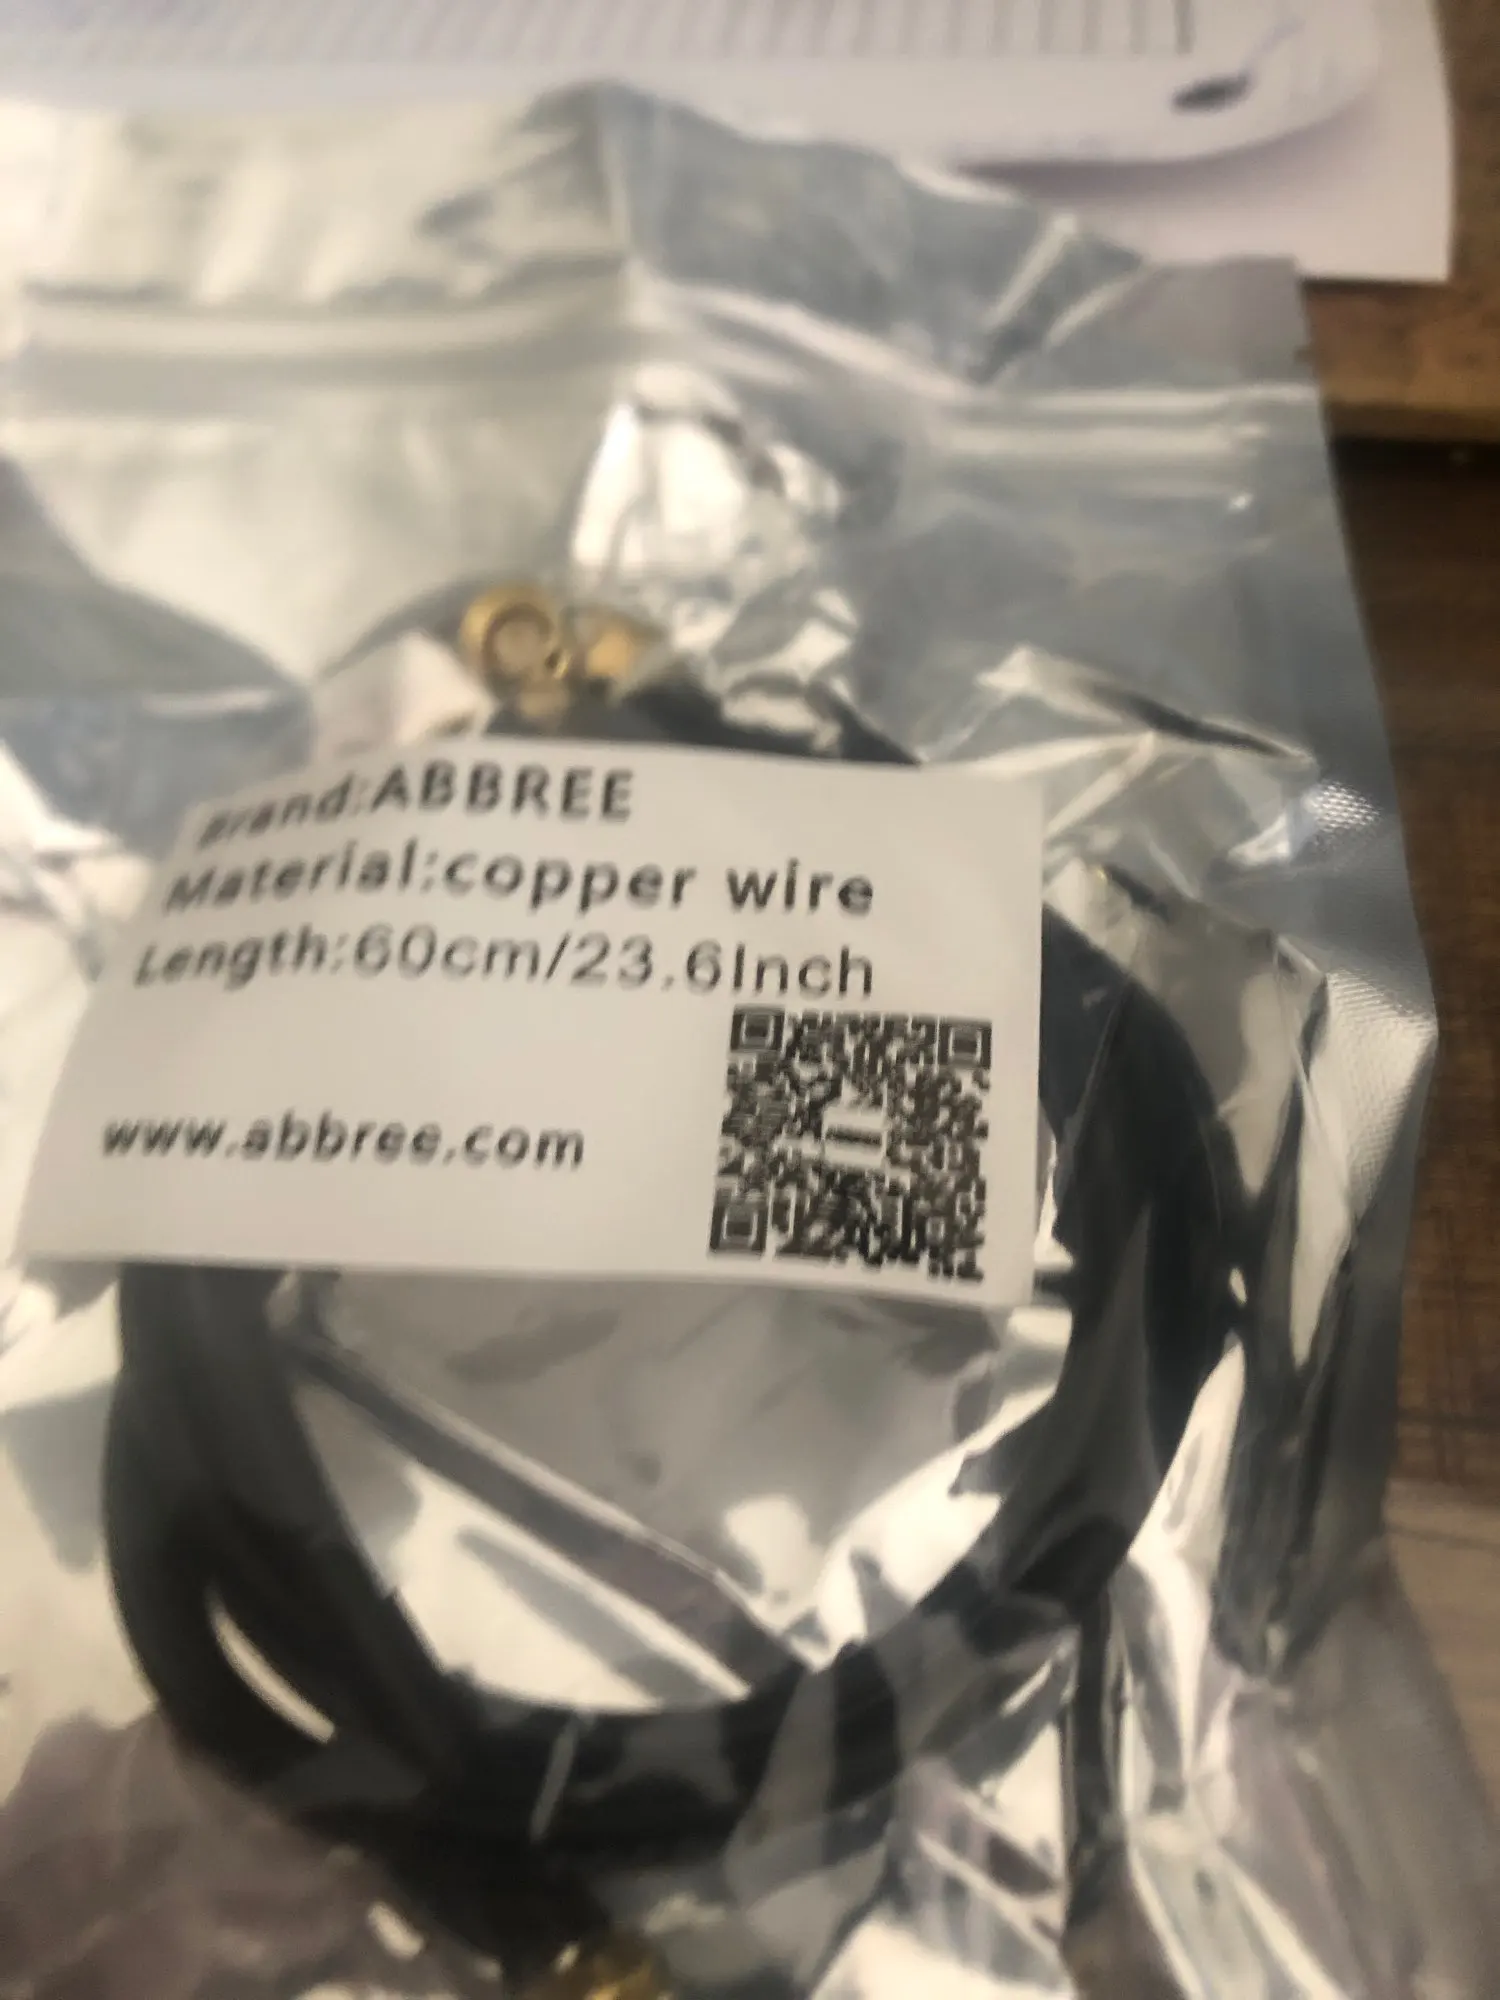 Brand:ABBREE
Material:copper wire
Length:60cm/23.6Inch
www.abbree.com